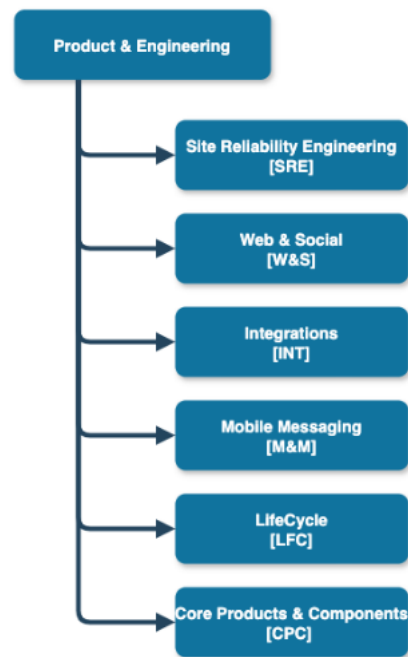 Product & Engineering
Site Reliability Engineering
[SRE]
Web & Social
[W&S]
Integrations
[INT]
Mobile Messaging
[M&M]
LifeCycle
[LFC]
Core Products & Components
[CPC]